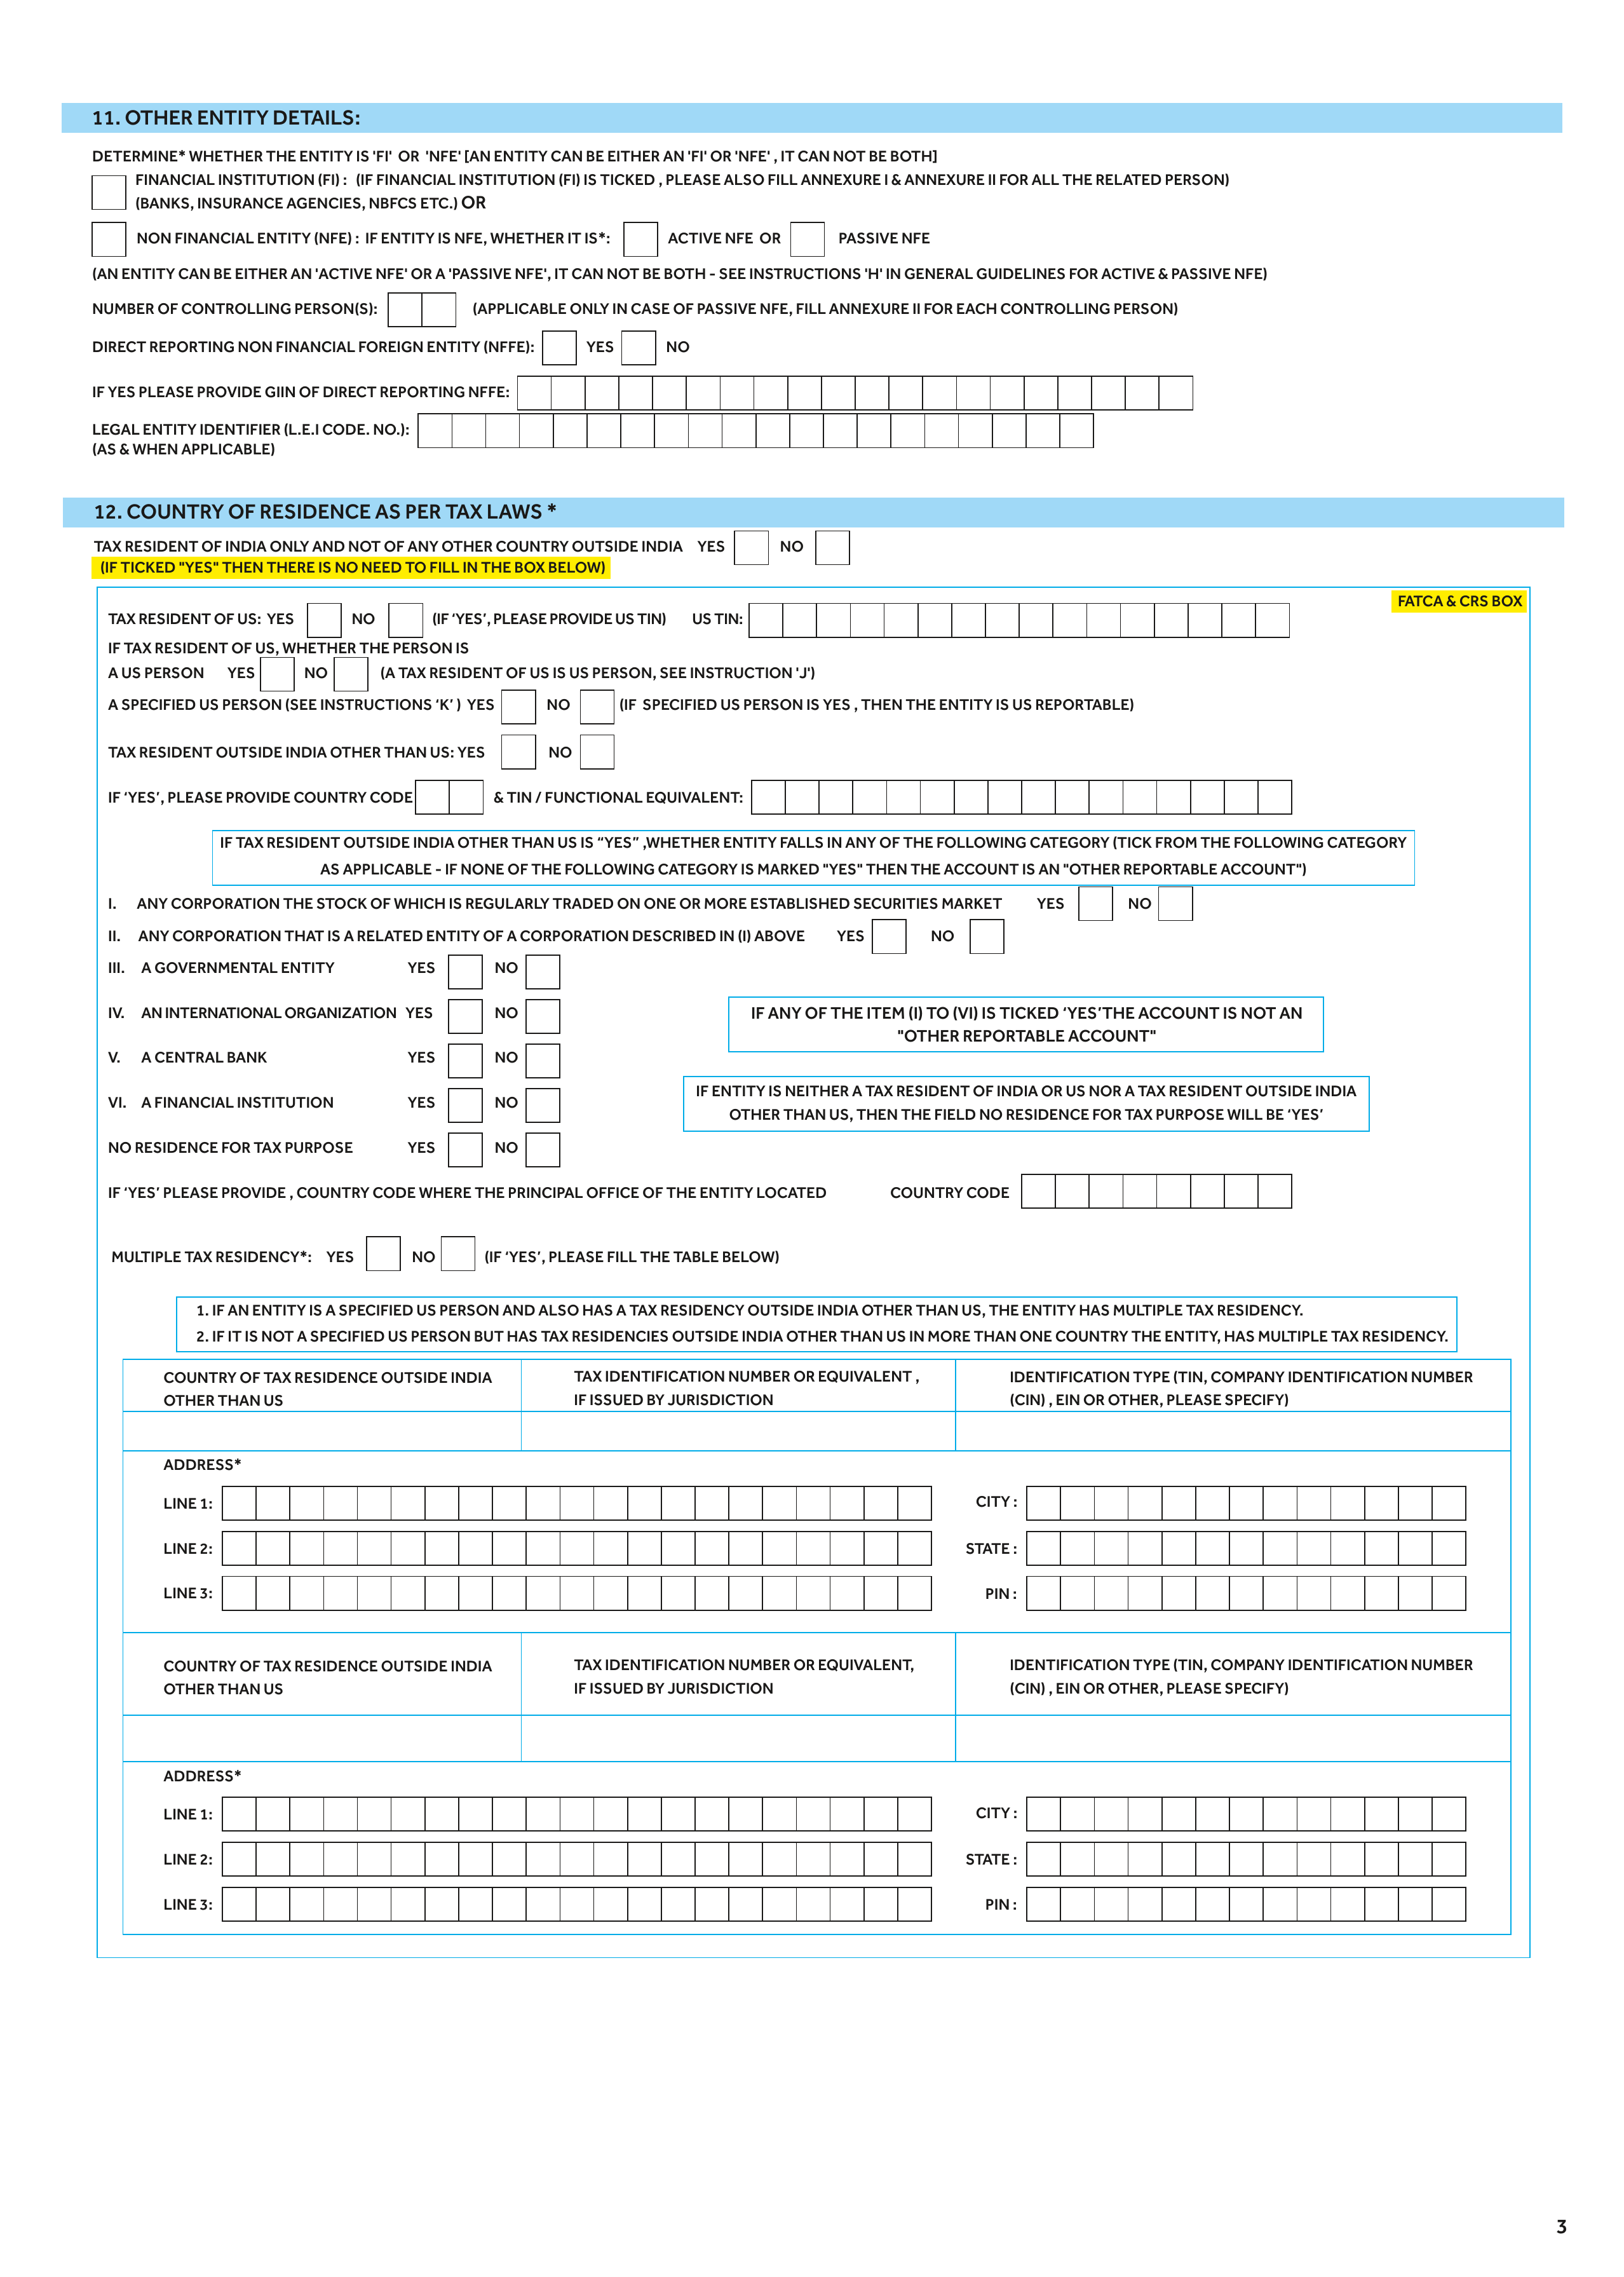 11. OTHER ENTITY DETAILS:
DETERMINE* WHETHER THE ENTITY IS 'FI' OR 'NFE' [AN ENTITY CAN BE EITHER AN 'FI' OR 'NFE' , IT CAN NOT BE BOTH]
FINANCIAL INSTITUTION (FI) : (IF FINANCIAL INSTITUTION (FI) IS TICKED , PLEASE ALSO FILL ANNEXURE I & ANNEXURE II FOR ALL THE RELATED PERSON)
(BANKS, INSURANCE AGENCIES, NBFCS ETC.) OR
NON FINANCIAL ENTITY (NFE) : IF ENTITY IS NFE, WHETHER IT IS*: ACTIVE NFE OR PASSIVE NFE
(AN ENTITY CAN BE EITHER AN 'ACTIVE NFE' OR A 'PASSIVE NFE', IT CAN NOT BE BOTH - SEE INSTRUCTIONS 'H' IN GENERAL GUIDELINES FOR ACTIVE & PASSIVE NFE)
NUMBER OF CONTROLLING PERSON(S): (APPLICABLE ONLY IN CASE OF PASSIVE NFE, FILL ANNEXURE II FOR EACH CONTROLLING PERSON)
DIRECT REPORTING NON FINANCIAL FOREIGN ENTITY (NFFE): YES NO
IF YES PLEASE PROVIDE GIIN OF DIRECT REPORTING NFFE:
LEGAL ENTITY IDENTIFIER (L.E.I CODE. NO.):
(AS & WHEN APPLICABLE)
12. COUNTRY OF RESIDENCE AS PER TAX LAWS *
TAX RESIDENT OF INDIA ONLY AND NOT OF ANY OTHER COUNTRY OUTSIDE INDIA YES NO
(IF TICKED "YES" THEN THERE IS NO NEED TO FILL IN THE BOX BELOW)
FATCA & CRS BOX
TAX RESIDENT OF US: YES NO (IF ‘YES’, PLEASE PROVIDE US TIN) US TIN:
IF TAX RESIDENT OF US, WHETHER THE PERSON IS
A US PERSON YES NO (A TAX RESIDENT OF US IS US PERSON, SEE INSTRUCTION 'J')
A SPECIFIED US PERSON (SEE INSTRUCTIONS ‘K’ ) YES NO (IF SPECIFIED US PERSON IS YES , THEN THE ENTITY IS US REPORTABLE)
TAX RESIDENT OUTSIDE INDIA OTHER THAN US: YES NO
IF ‘YES’, PLEASE PROVIDE COUNTRY CODE & TIN / FUNCTIONAL EQUIVALENT:
IF TAX RESIDENT OUTSIDE INDIA OTHER THAN US IS “YES” ,WHETHER ENTITY FALLS IN ANY OF THE FOLLOWING CATEGORY (TICK FROM THE FOLLOWING CATEGORY
AS APPLICABLE - IF NONE OF THE FOLLOWING CATEGORY IS MARKED "YES" THEN THE ACCOUNT IS AN "OTHER REPORTABLE ACCOUNT")
I. ANY CORPORATION THE STOCK OF WHICH IS REGULARLY TRADED ON ONE OR MORE ESTABLISHED SECURITIES MARKET YES NO
II. ANY CORPORATION THAT IS A RELATED ENTITY OF A CORPORATION DESCRIBED IN (I) ABOVE YES NO
III. A GOVERNMENTAL ENTITY YES NO
IV. AN INTERNATIONAL ORGANIZATION YES NO
IF ANY OF THE ITEM (I) TO (VI) IS TICKED ‘YES’THE ACCOUNT IS NOT AN
"OTHER REPORTABLE ACCOUNT"
V. A CENTRAL BANK YES NO
VI. A FINANCIAL INSTITUTION YES NO
IF ENTITY IS NEITHER A TAX RESIDENT OF INDIA OR US NOR A TAX RESIDENT OUTSIDE INDIA
OTHER THAN US, THEN THE FIELD NO RESIDENCE FOR TAX PURPOSE WILL BE ‘YES’
NO RESIDENCE FOR TAX PURPOSE YES NO
IF ‘YES’ PLEASE PROVIDE , COUNTRY CODE WHERE THE PRINCIPAL OFFICE OF THE ENTITY LOCATED COUNTRY CODE
MULTIPLE TAX RESIDENCY*: YES NO (IF ‘YES’, PLEASE FILL THE TABLE BELOW)
1. IF AN ENTITY IS A SPECIFIED US PERSON AND ALSO HAS A TAX RESIDENCY OUTSIDE INDIA OTHER THAN US, THE ENTITY HAS MULTIPLE TAX RESIDENCY.
2. IF IT IS NOT A SPECIFIED US PERSON BUT HAS TAX RESIDENCIES OUTSIDE INDIA OTHER THAN US IN MORE THAN ONE COUNTRY THE ENTITY, HAS MULTIPLE TAX RESIDENCY.
COUNTRY OF TAX RESIDENCE OUTSIDE INDIA
OTHER THAN US
TAX IDENTIFICATION NUMBER OR EQUIVALENT ,
IF ISSUED BY JURISDICTION
IDENTIFICATION TYPE (TIN, COMPANY IDENTIFICATION NUMBER
(CIN) , EIN OR OTHER, PLEASE SPECIFY)
ADDRESS*
LINE 1: CITY :
LINE 2: STATE :
LINE 3: PIN :
COUNTRY OF TAX RESIDENCE OUTSIDE INDIA
OTHER THAN US
TAX IDENTIFICATION NUMBER OR EQUIVALENT,
IF ISSUED BY JURISDICTION
IDENTIFICATION TYPE (TIN, COMPANY IDENTIFICATION NUMBER
(CIN) , EIN OR OTHER, PLEASE SPECIFY)
ADDRESS*
LINE 1: CITY :
LINE 2: STATE :
LINE 3: PIN :
3